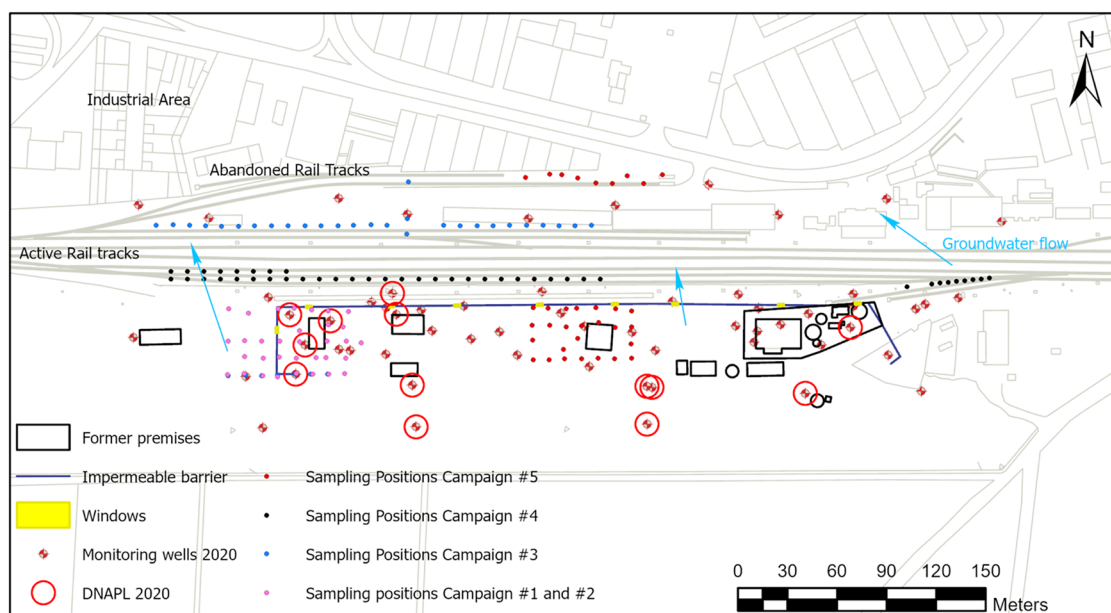 N
Industrial Area
Abandoned Rail Tracks
Groundwater flow
Active Rail tracks
Former premises
Impermeable barrier
Sampling Positions Campaign #5
Windows
Sampling Positions Campaign #4
Monitoring wells 2020
Sampling Positions Campaign #3
DNAPL 2020
Sampling positions Campaign #1 and #2
0 30 60 90 120 150
Meters